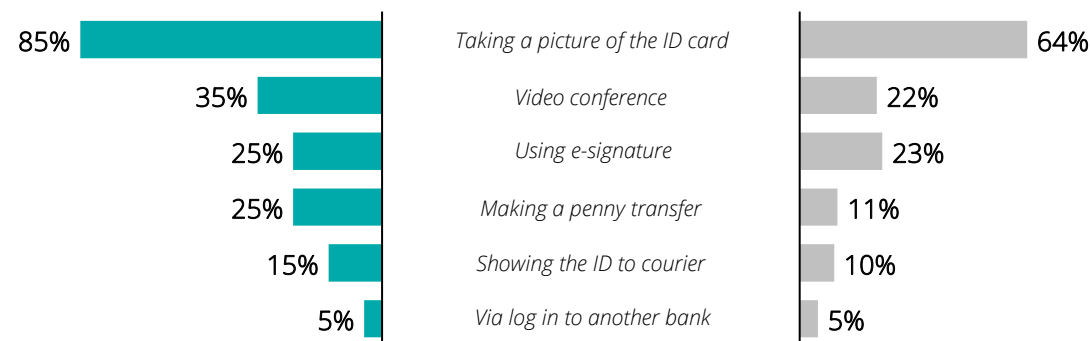 85% Taking a picture of the ID card 64%
35% Video conference 22%
25% Using e-signature 23%
25% Making a penny transfer 11%
15% Showing the ID to courier 10%
5% Via log in to another bank 5%